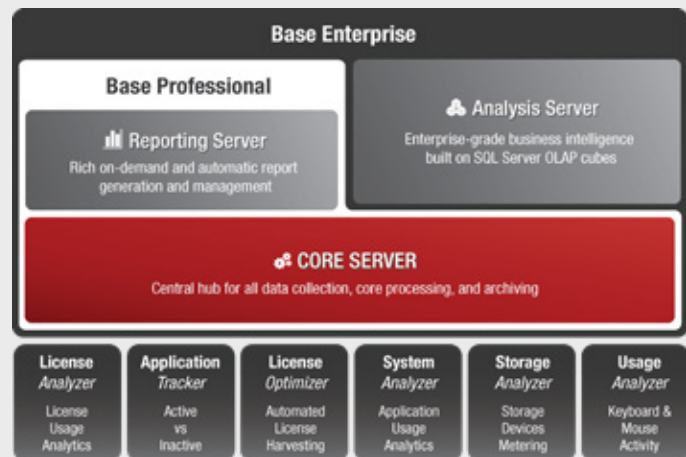 Base Enterprise
Base Professional
Reporting Server
Rich on-demand and automatic report
generation and management
Analysis Server
Enterprise-grade business intelligence
built on SQL Server OLAP cubes
CORE SERVER
Central hub for all data collection, core processing, and archiving
License
Analyzer
License
Usage
Analytics
Application
Tracker
Active
vs
Inactive
License
Optimizer
Automated
License
Harvesting
System
Analyzer
Application
Usage
Analytics
Storage
Analyzer
Storage
Devices
Metering
Usage
Analyzer
Keyboard &
Mouse
Activity